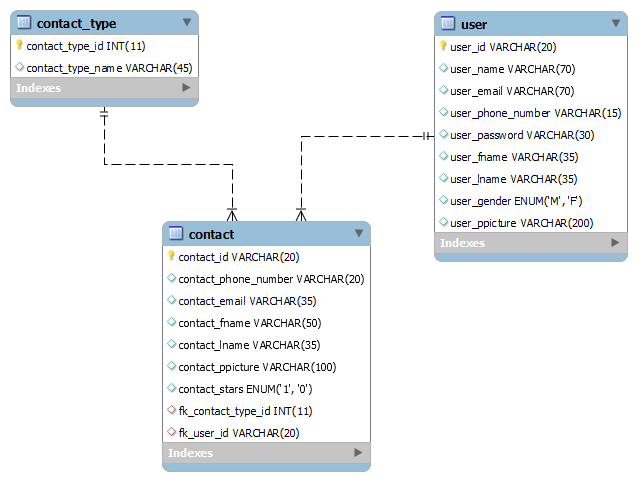 contact_type
contact_type_id INT(11)
contact_type_name VARCHAR(45)
Indexes
user
user_id VARCHAR(20)
user_name VARCHAR(70)
user_email VARCHAR(70)
user_phone_number VARCHAR(15)
user_password VARCHAR(30)
user_fname VARCHAR(35)
user_lname VARCHAR(35)
user_gender ENUM('M', 'F')
user_ppicture VARCHAR(200)
Indexes
contact
contact_id VARCHAR(20)
contact_phone_number VARCHAR(20)
contact_email VARCHAR(35)
contact_fname VARCHAR(50)
contact_lname VARCHAR(35)
contact_ppicture VARCHAR(100)
contact_stars ENUM('1', '0')
fk_contact_type_id INT(11)
fk_user_id VARCHAR(20)
Indexes